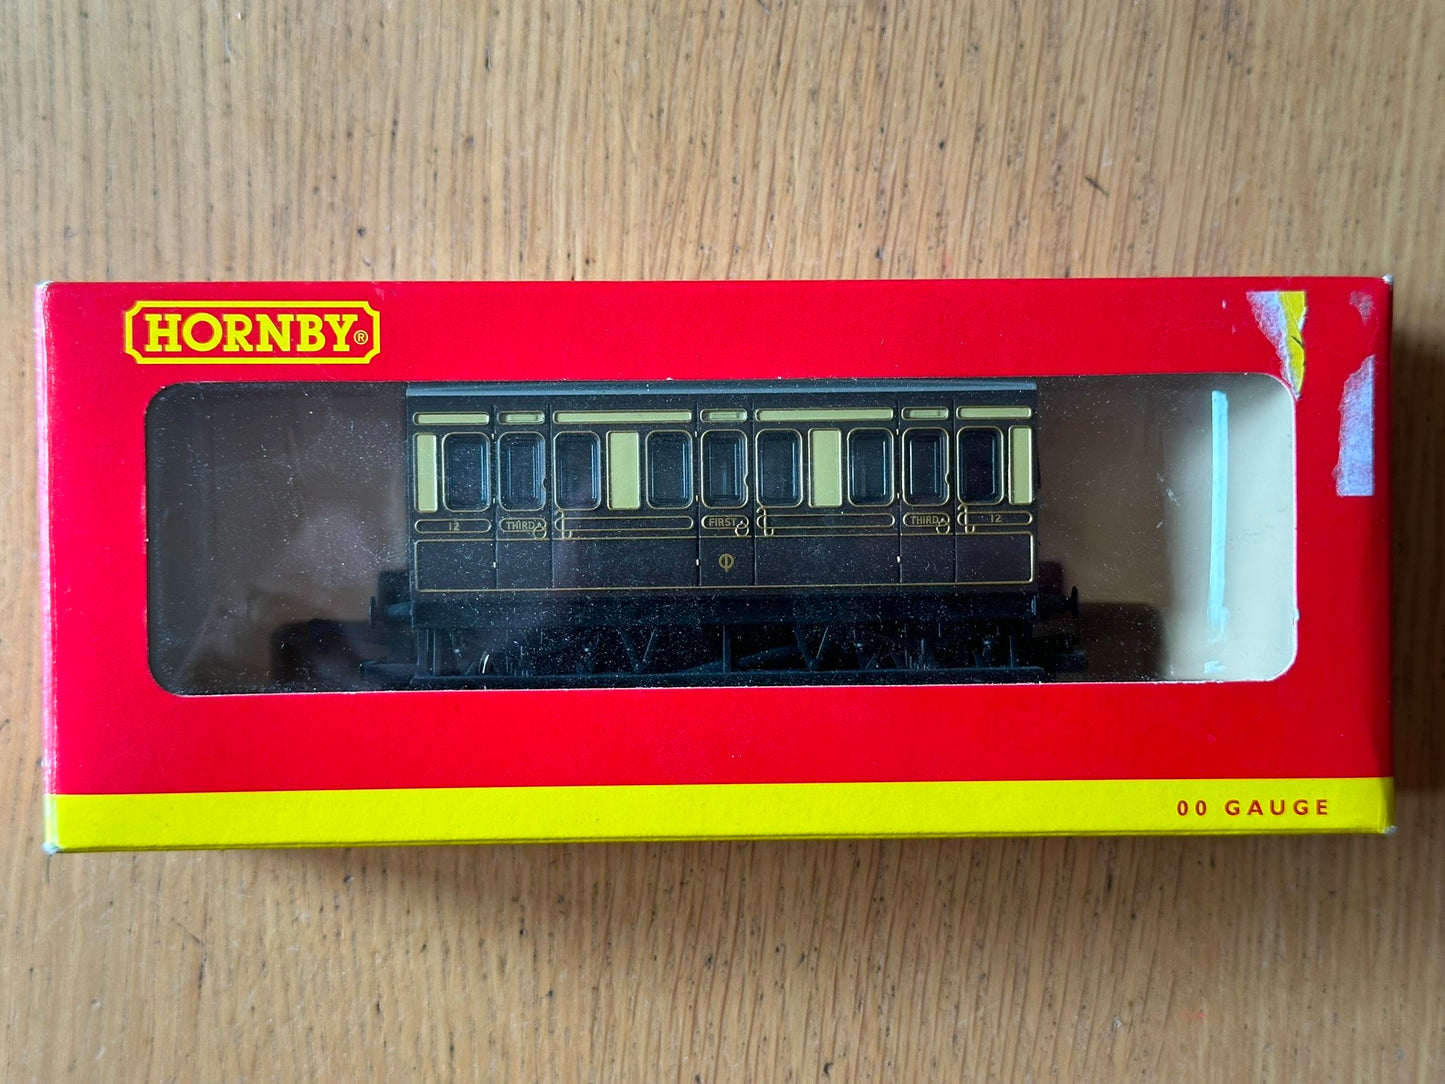 HORNBY®
12 THIRD FIRST THIRD 12
00 GAUGE